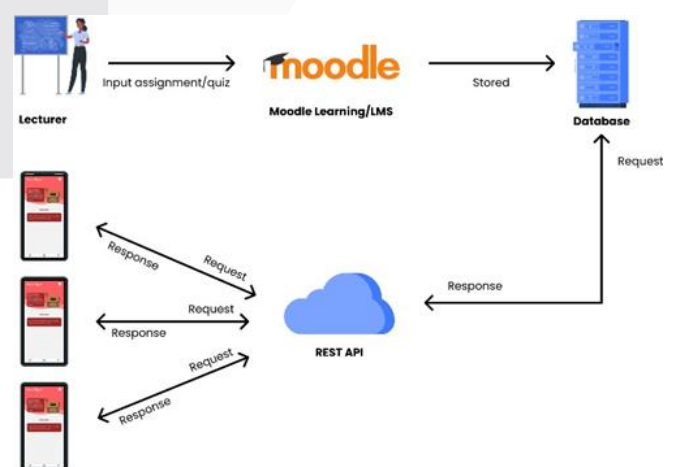 moodle
Input assignment/quiz
Stored
Lecturer
Moodle Learning/LMS
Database
Request
Response
Request
Response
Request
Response
REST API
Request
Response